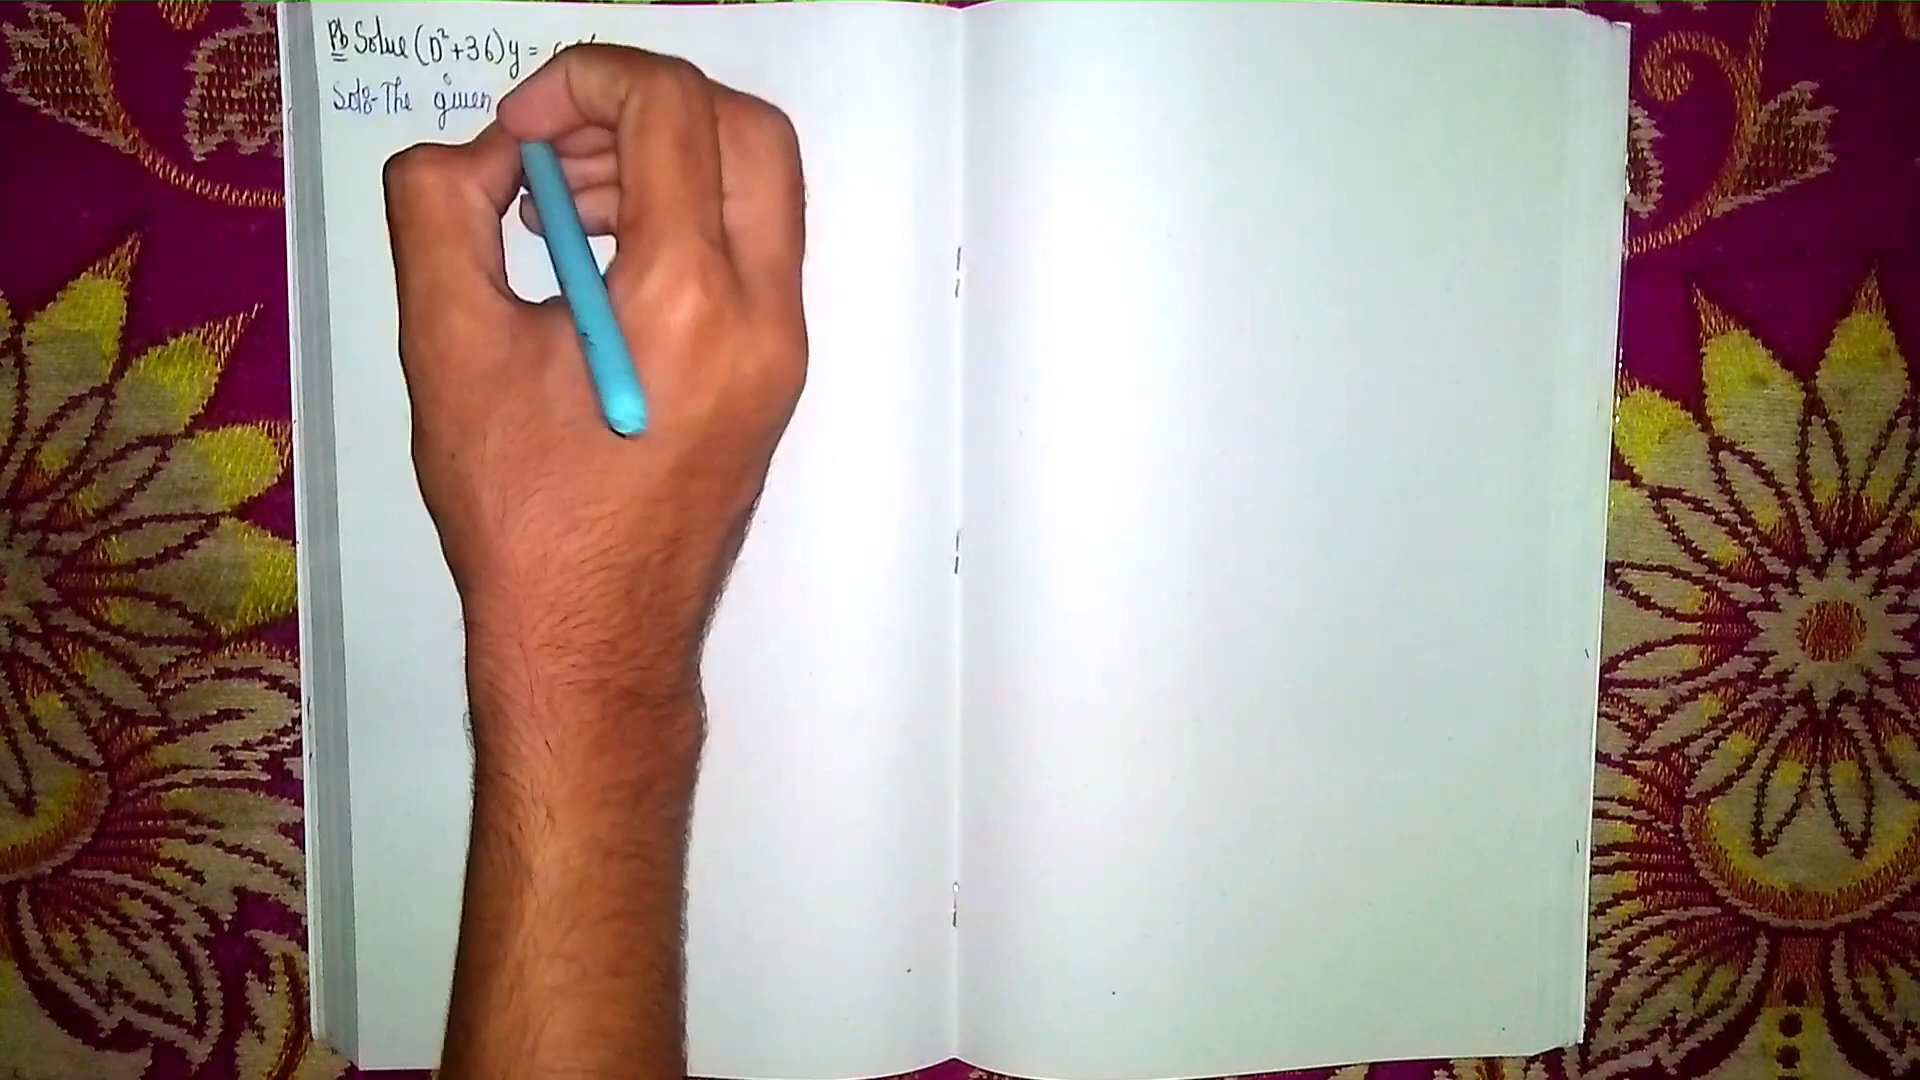 Pb Solve (D²+36)y =
Sol:- The given